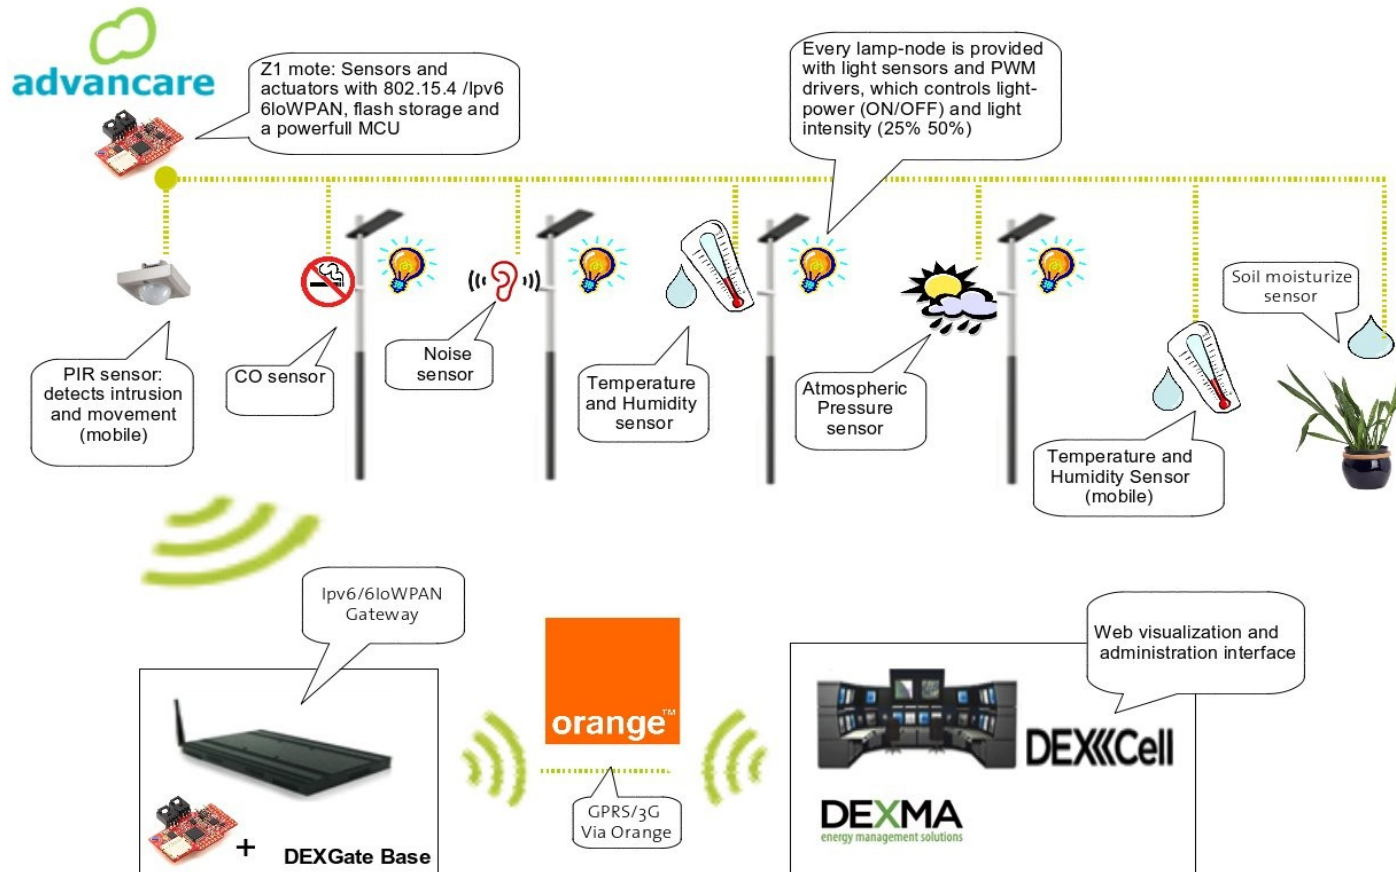 advancare
Z1 mote: Sensors and
actuators with 802.15.4 /Ipv6
6loWPAN, flash storage and
a powerfull MCU
Every lamp-node is provided
with light sensors and PWM
drivers, which controls light-
power (ON/OFF) and light
intensity (25% 50%)
PIR sensor:
detects intrusion
and movement
(mobile)
CO sensor
Noise
sensor
Temperature
and Humidity
sensor
Atmospheric
Pressure
sensor
Temperature and
Humidity Sensor
(mobile)
Soil moisturize
sensor
Ipv6/6loWPAN
Gateway
+
DEXGate Base
orange™
GPRS/3G
Via Orange
Web visualization and
administration interface
DEXCell
DEXMA
energy management solutions